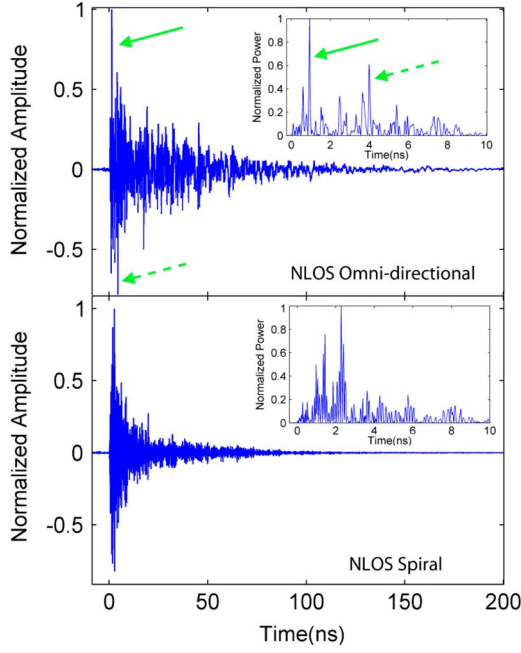 Normalized Amplitude
1
0.5
0
-0.5
Normalized Power
1
0.8
0.6
0.4
0.2
0
0 2 4 6 8 10
Time(ns)
NLOS Omni-directional
Normalized Amplitude
1
0.5
0
-0.5
Normalized Power
1
0.8
0.6
0.4
0.2
0
0 2 4 6 8 10
Time(ns)
NLOS Spiral
0 50 100 150 200
Time(ns)